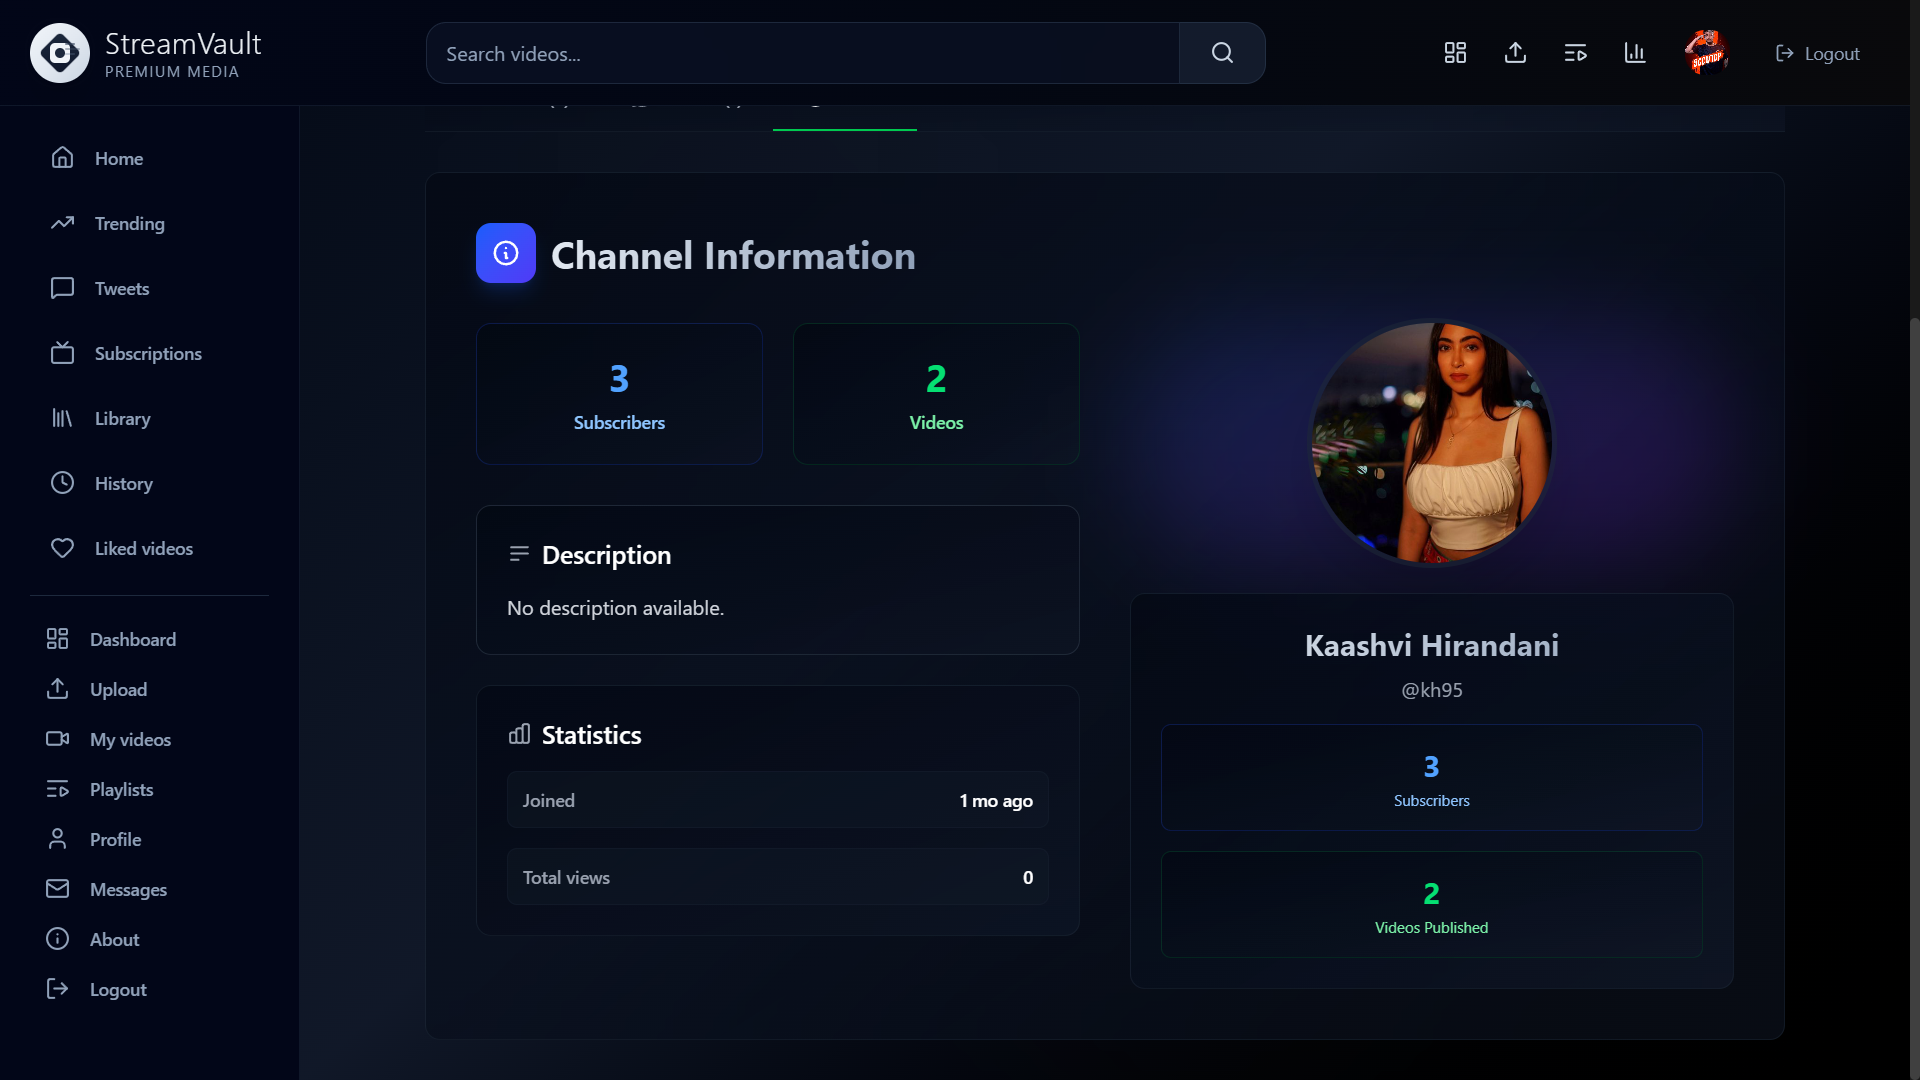 StreamVault
PREMIUM MEDIA
Search videos...
Logout
Home
Trending
Tweets
Subscriptions
Library
History
Liked videos
Dashboard
Upload
My videos
Playlists
Profile
Messages
About
Logout
Channel Information
3
Subscribers
2
Videos
Description
No description available.
Statistics
Joined 1 mo ago
Total views 0
Kaashvi Hirandani
@kh95
3
Subscribers
2
Videos Published